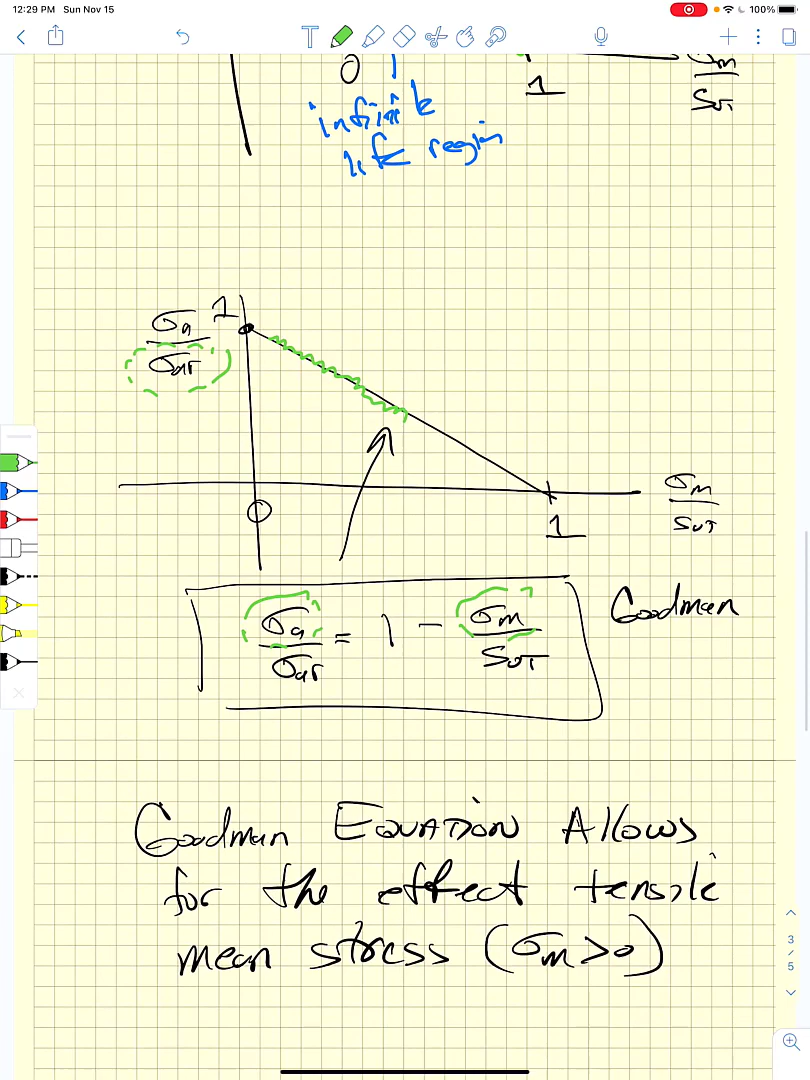 12:29 PM Sun Nov 15
100%
T
0
1
σm
SUT
infinite
life region
1
σa
σar
σm
SUT
1
σa/σar = 1 - σm/SUT
Goodman
Goodman EQUATION Allows
for the effect tensile
mean stress (σm>0)
3
/
5